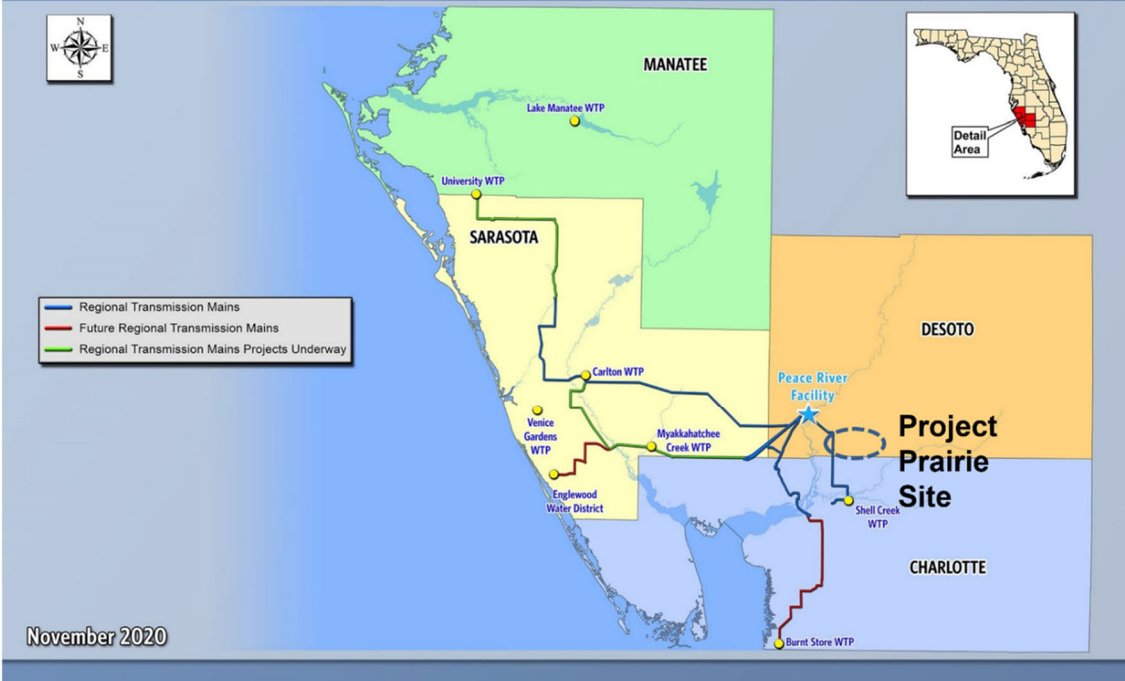 N
W
E
S
MANATEE
Lake Manatee WTP
Detail
Area
University WTP
SARASOTA
Regional Transmission Mains
Future Regional Transmission Mains
Regional Transmission Mains Projects Underway
DESOTO
Carlton WTP
Peace River
Facility
Venice
Gardens
WTP
Myakkahatchee
Creek WTP
Project
Prairie
Site
Englewood
Water District
Shell Creek
WTP
CHARLOTTE
November 2020
Burnt Store WTP